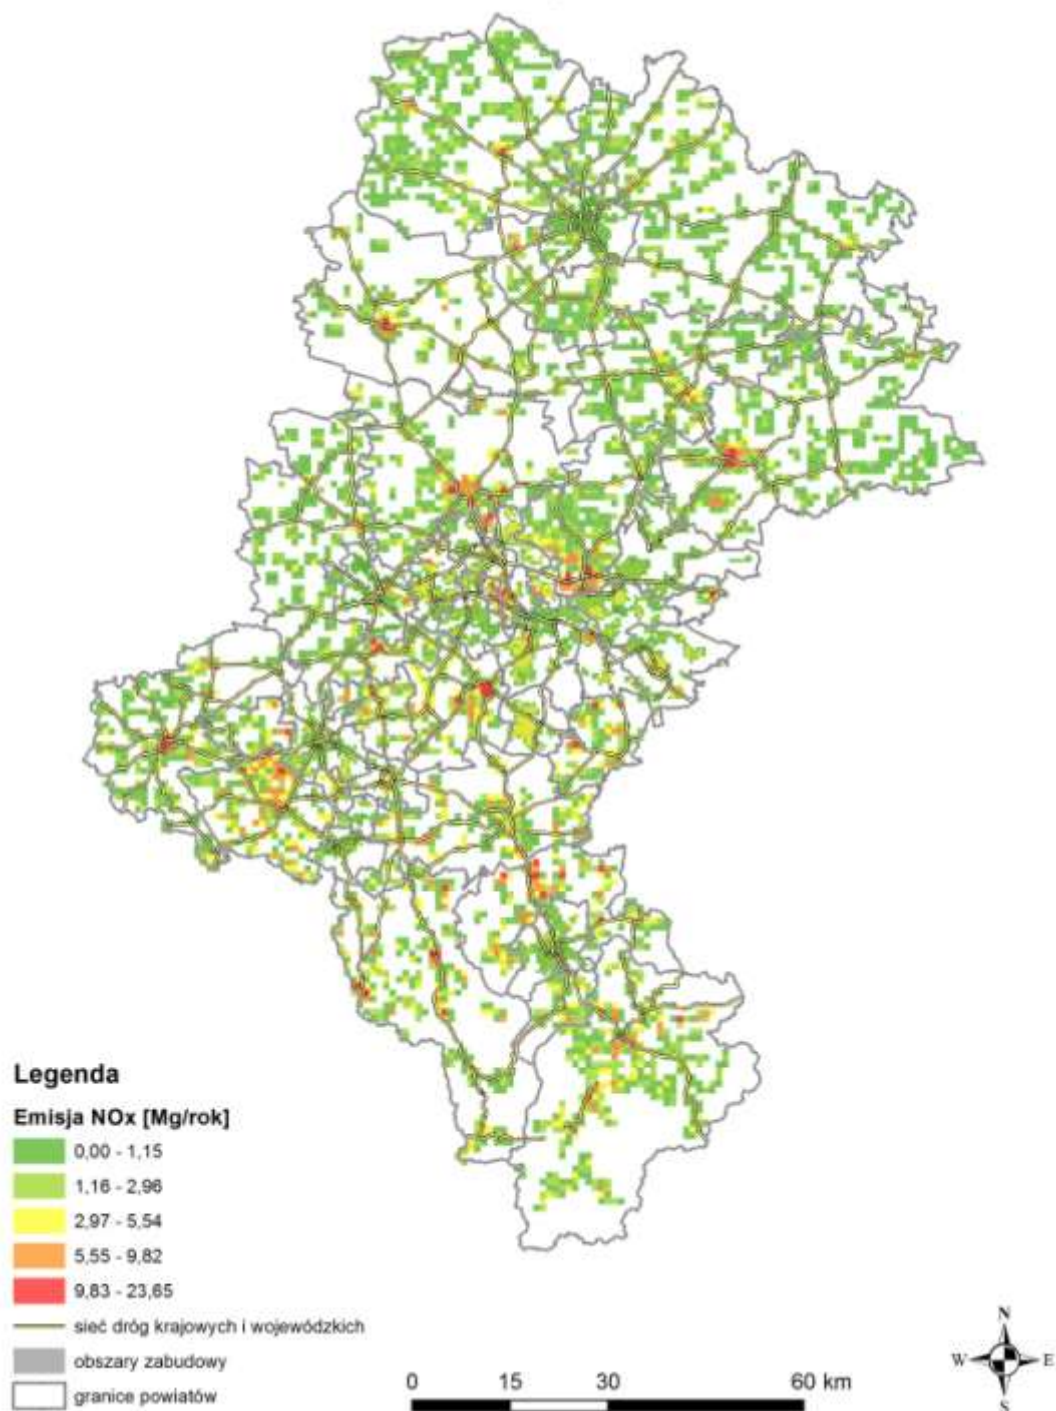 Legenda
Emisja NOx [Mg/rok]
0,00 - 1,15
1,16 - 2,96
2,97 - 5,54
5,55 - 9,82
9,83 - 23,65
sieć dróg krajowych i wojewódzkich
obszary zabudowy
granice powiatów
0 15 30 60 km
N
W E
S